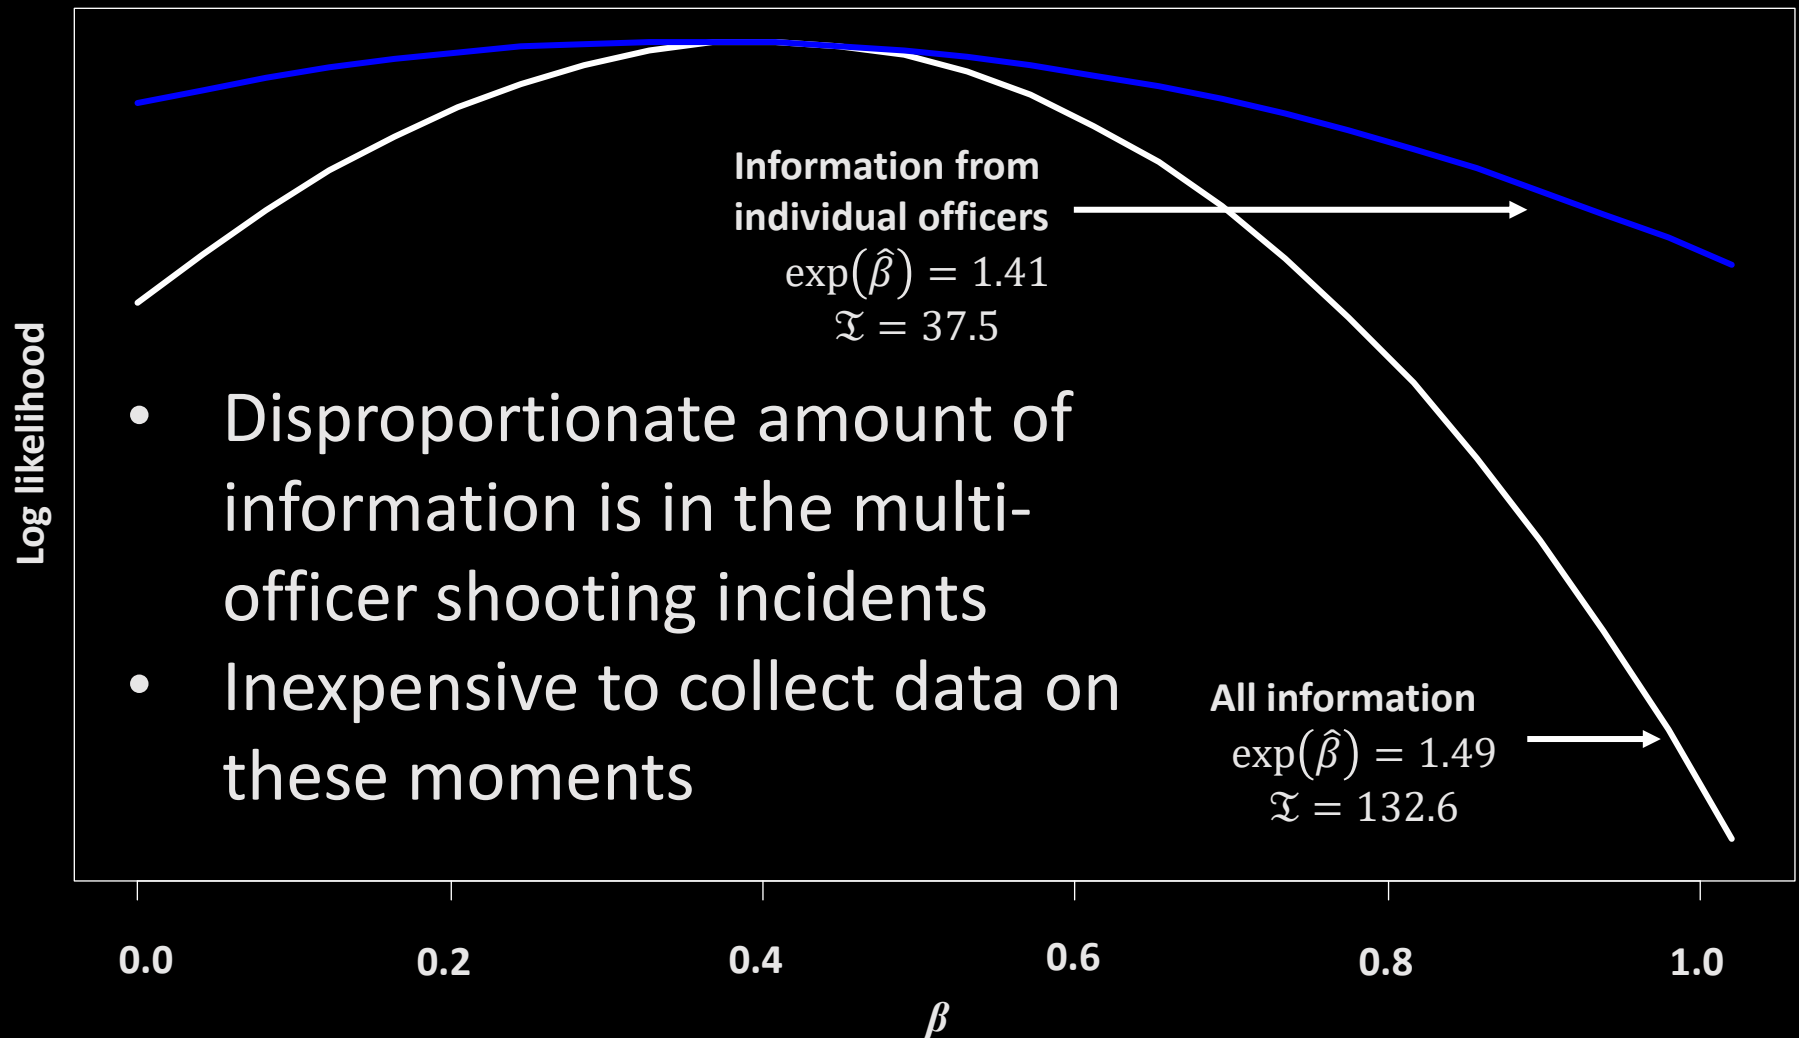 Information from
individual officers
exp(β̂) = 1.41
𝔗 = 37.5
• Disproportionate amount of
information is in the multi-
officer shooting incidents
• Inexpensive to collect data on
these moments
All information
exp(β̂) = 1.49
𝔗 = 132.6
Log likelihood
0.0 0.2 0.4 0.6 0.8 1.0
β